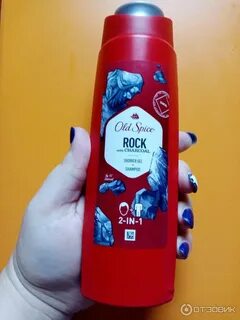 Old Spice
ROCK
with CHARCOAL
SHOWER GEL
SHAMPOO
2-IN-1
ОТЗОВИК